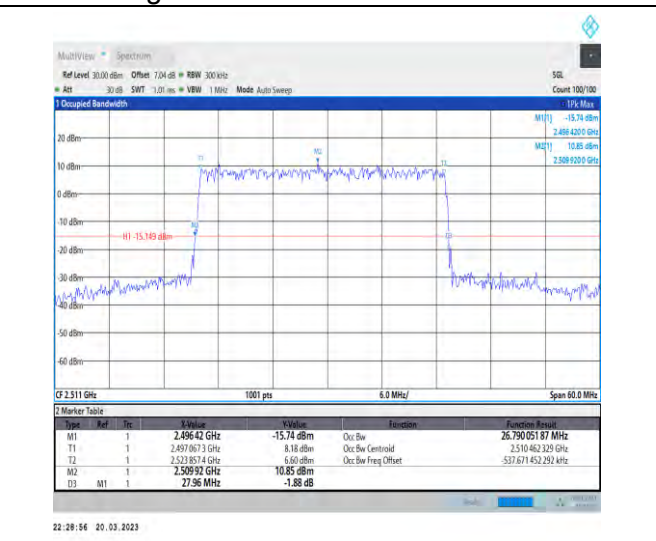 MultiView Spectrum
Ref Level 30.00 dBm Offset 7.04 dB RBW 300 kHz SGL
Att 30 dB SWT 1.01 ms VBW 1 MHz Mode Auto Sweep Count 100/100
1 Occupied Bandwidth 1Pk Max
M1[1] -15.74 dBm
2.4964200 GHz
M2[1] 10.85 dBm
2.5099200 GHz
20 dBm
M2
T1
T2
10 dBm
0 dBm
-10 dBm
H1 -15.149 dBm
D3
-20 dBm
-30 dBm
-40 dBm
-50 dBm
-60 dBm
CF 2.511 GHz 1001 pts 6.0 MHz/ Span 60.0 MHz
2 Marker Table
Type Ref Trc X-Value Y-Value Function Function Result
M1 1 2.49642 GHz -15.74 dBm Occ Bw 26.790 051 87 MHz
T1 1 2.497 067 3 GHz 8.18 dBm Occ Bw Centroid 2.510 462 329 GHz
T2 1 2.523 857 4 GHz 6.60 dBm Occ Bw Freq Offset -537.671 452 292 kHz
M2 1 2.509 92 GHz 10.85 dBm
D3 M1 1 27.96 MHz -1.88 dB
22:28:56 20.03.2023